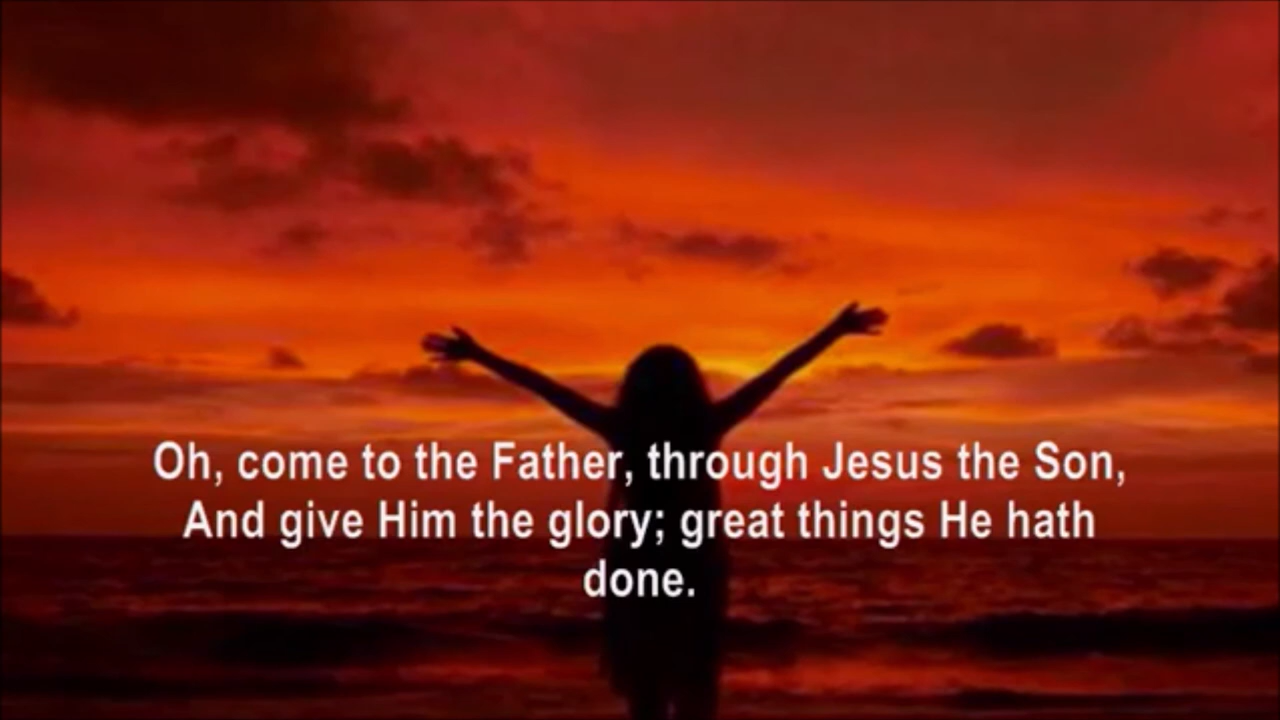 Oh, come to the Father, through Jesus the Son,
And give Him the glory; great things He hath
done.